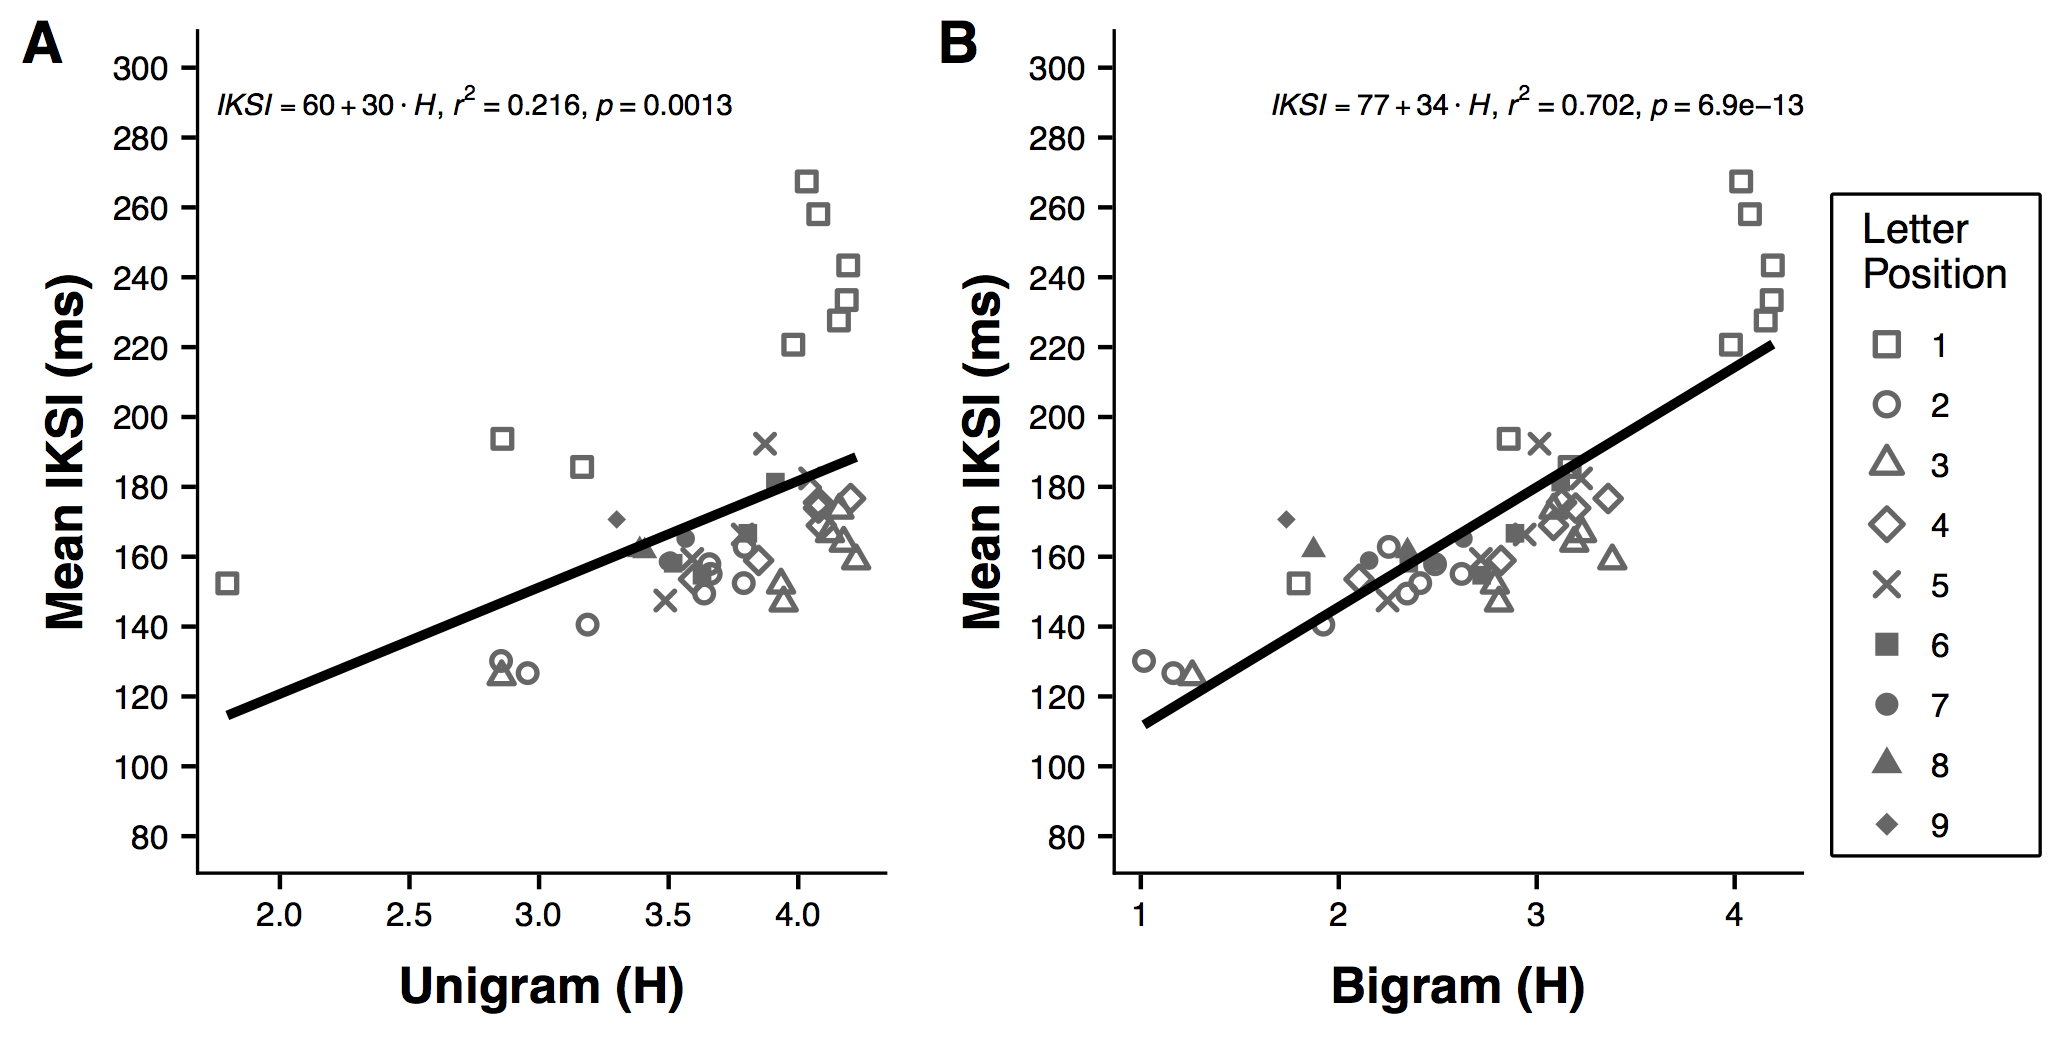 A
300
280
260
240
220
200
180
160
140
120
100
80
Mean IKSI (ms)
IKSI = 60 + 30 · H, r² = 0.216, p = 0.0013
2.0 2.5 3.0 3.5 4.0
Unigram (H)
B
300
280
260
240
220
200
180
160
140
120
100
80
Mean IKSI (ms)
IKSI = 77 + 34 · H, r² = 0.702, p = 6.9e−13
1 2 3 4
Bigram (H)
Letter
Position
1
2
3
4
5
6
7
8
9